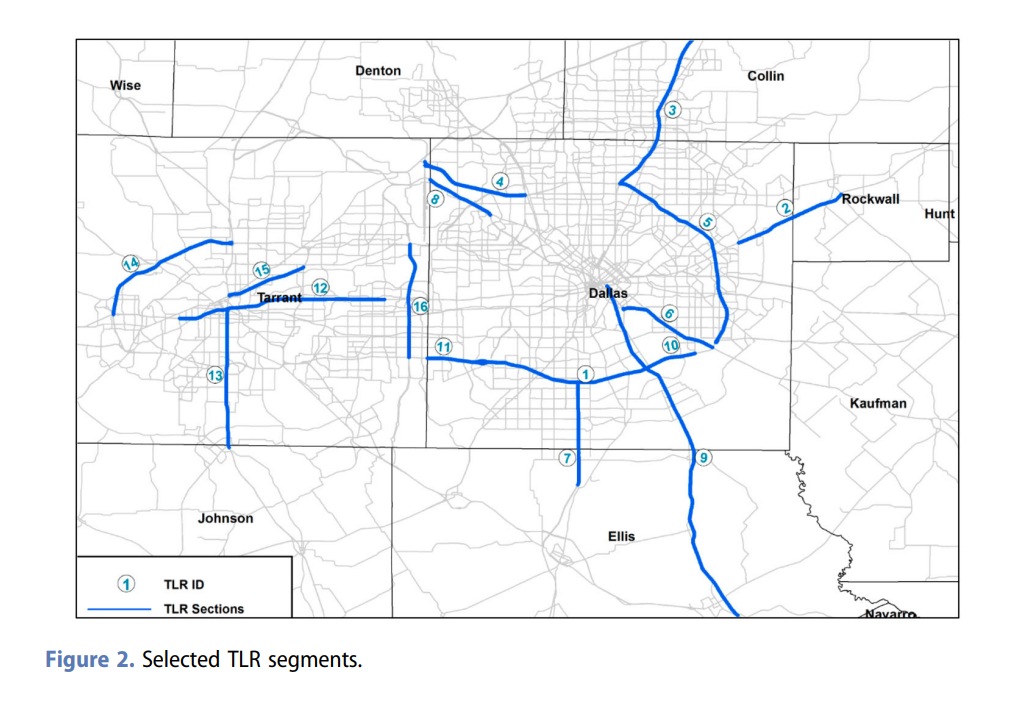 Wise
Denton
Collin
3
4
8
5
2
Rockwall
Hunt
14
15
12
Tarrant
16
Dallas
6
11
10
13
1
Kaufman
7
9
Johnson
Ellis
1 TLR ID
TLR Sections
Navarro
Figure 2. Selected TLR segments.